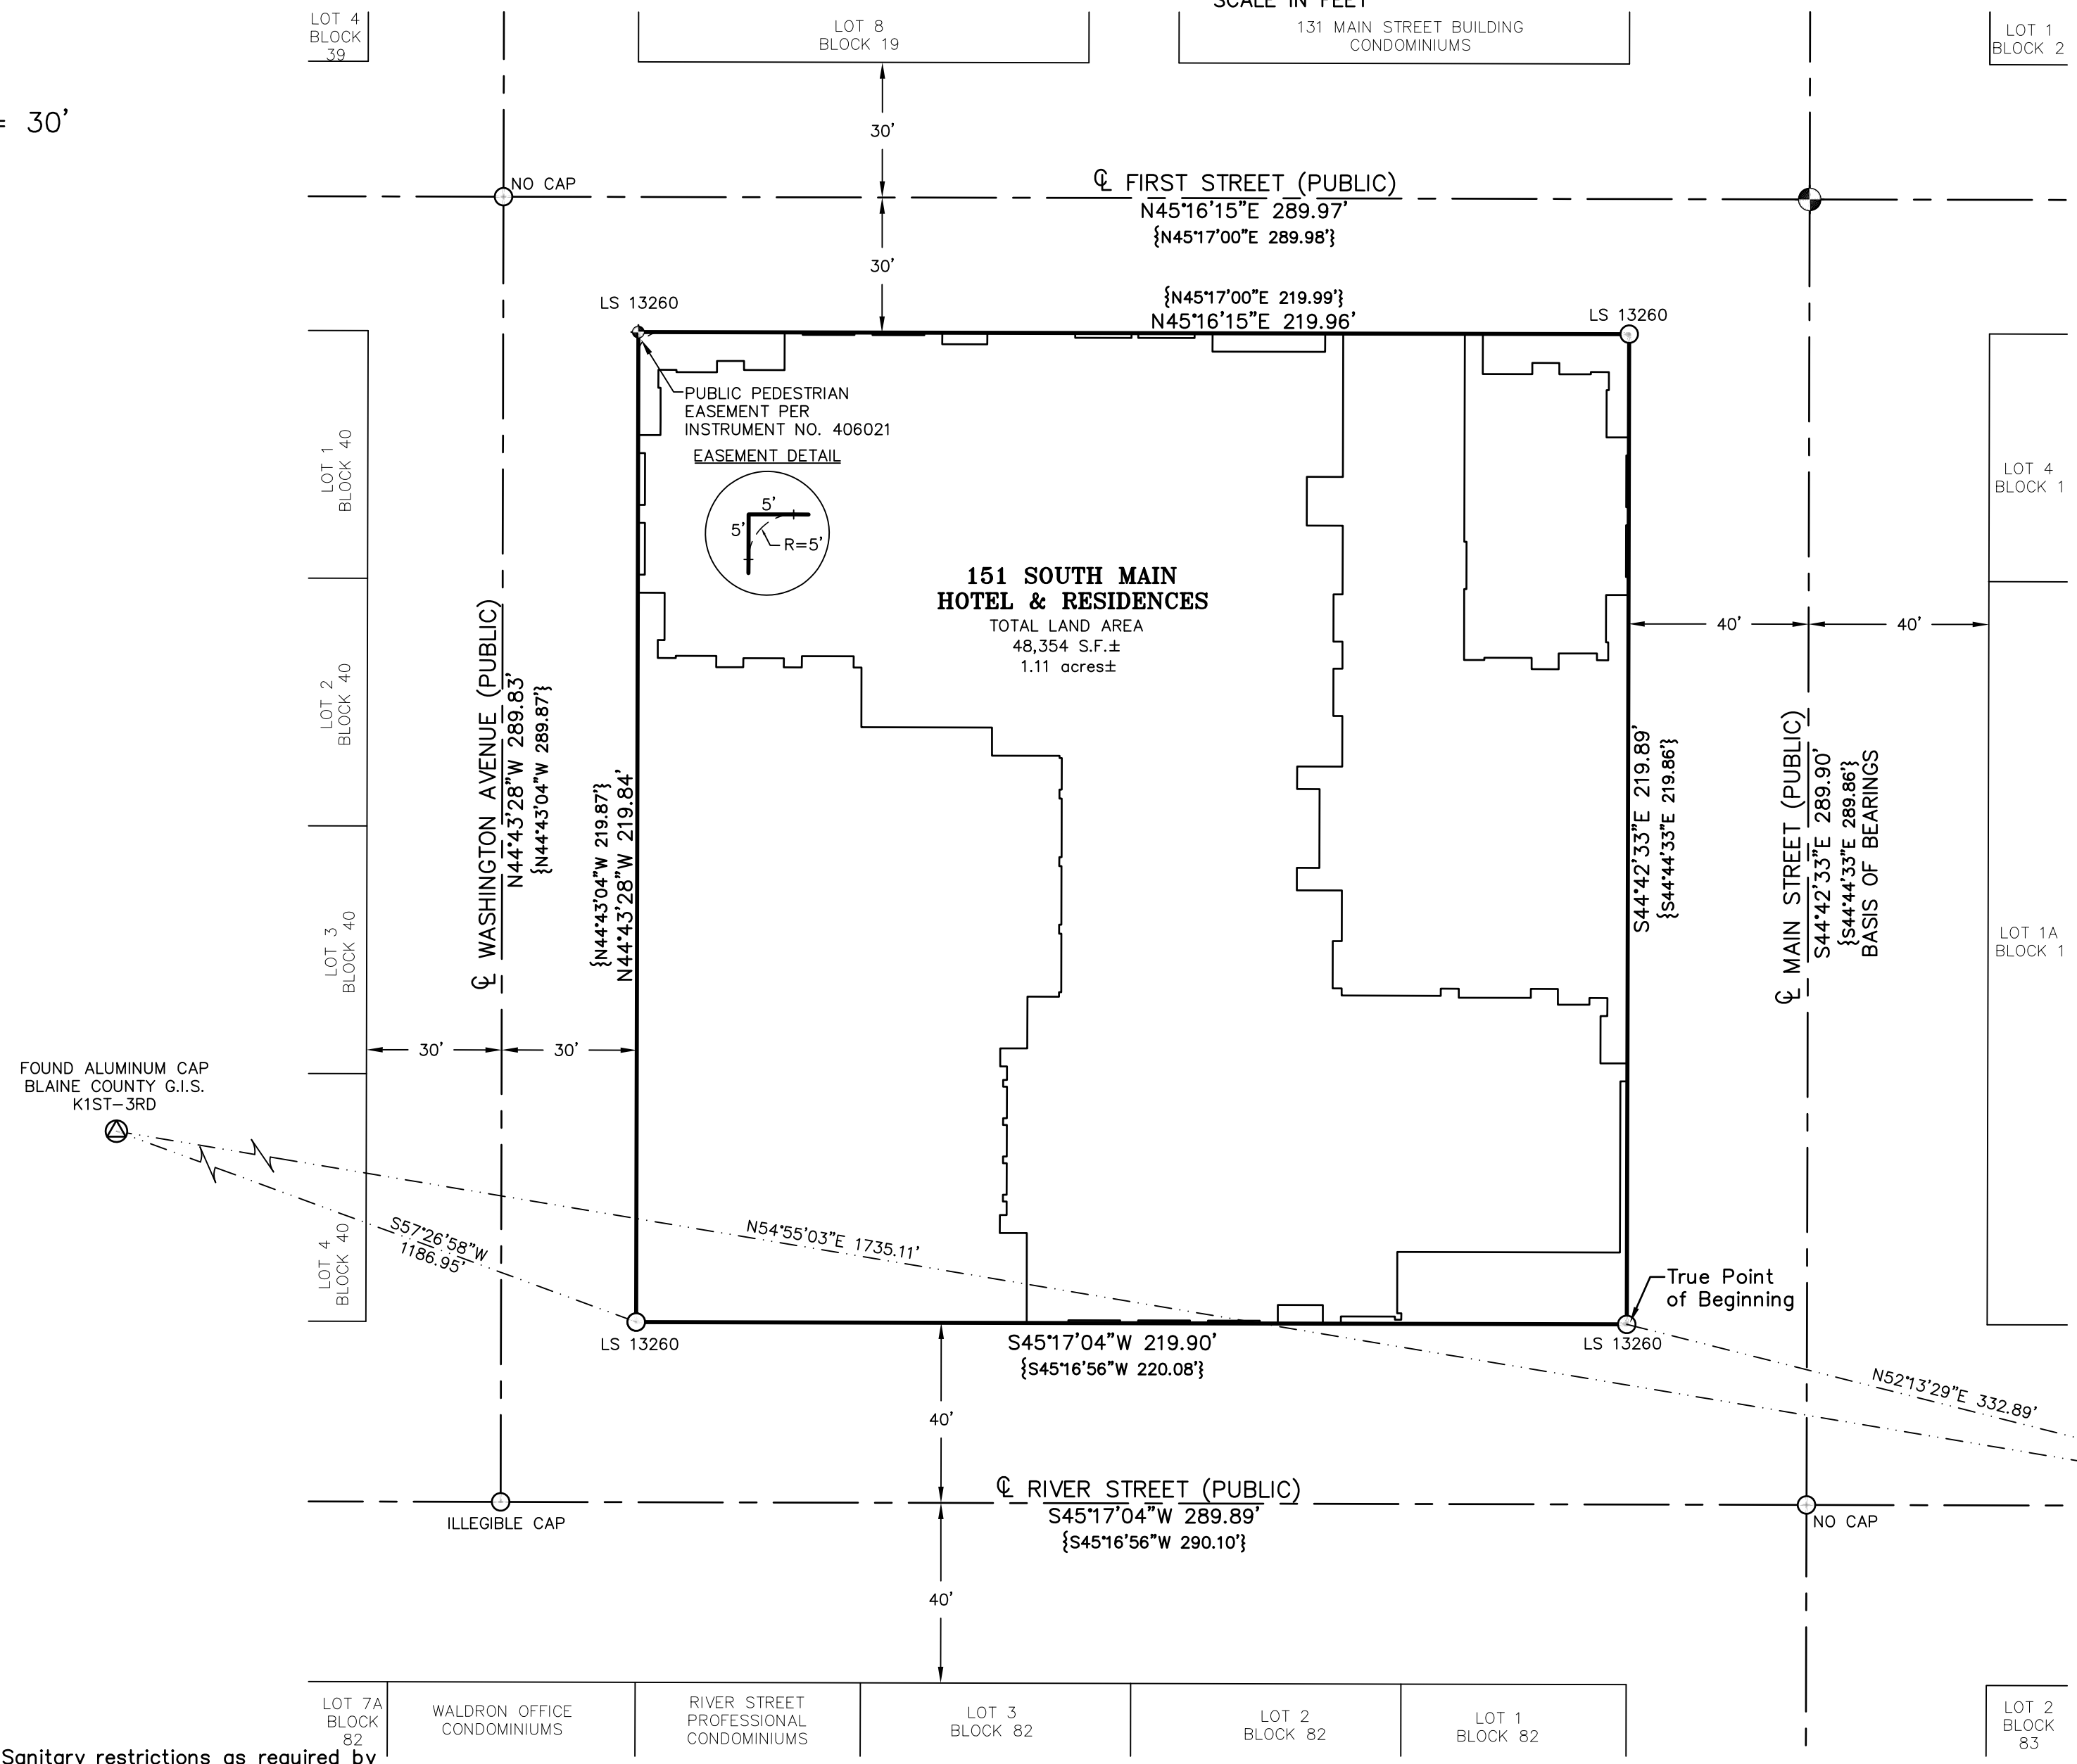 SCALE IN FEET
LOT 4
BLOCK
39
LOT 8
BLOCK 19
131 MAIN STREET BUILDING
CONDOMINIUMS
LOT 1
BLOCK 2
= 30'
30'
NO CAP
℄ FIRST STREET (PUBLIC)
N45°16'15"E 289.97'
{N45°17'00"E 289.98'}
30'
LS 13260
{N45°17'00"E 219.99'}
N45°16'15"E 219.96'
LS 13260
PUBLIC PEDESTRIAN
EASEMENT PER
INSTRUMENT NO. 406021
EASEMENT DETAIL
5'
5'
R=5'
LOT 1
BLOCK 40
LOT 4
BLOCK 1
151 SOUTH MAIN
HOTEL & RESIDENCES
TOTAL LAND AREA
48,354 S.F.±
1.11 acres±
40'
40'
LOT 2
BLOCK 40
℄ WASHINGTON AVENUE (PUBLIC)
N44°43'28"W 289.83'
{N44°43'04"W 289.87'}
{N44°43'04"W 219.87'}
N44°43'28"W 219.84'
S44°42'33"E 219.89'
{S44°44'33"E 219.86'}
℄ MAIN STREET (PUBLIC)
S44°42'33"E 289.90'
{S44°44'33"E 289.86'}
BASIS OF BEARINGS
LOT 3
BLOCK 40
LOT 1A
BLOCK 1
30'
30'
FOUND ALUMINUM CAP
BLAINE COUNTY G.I.S.
K1ST-3RD
LOT 4
BLOCK 40
S57°26'58"W
1186.95'
N54°55'03"E 1735.11'
True Point
of Beginning
LS 13260
S45°17'04"W 219.90'
{S45°16'56"W 220.08'}
LS 13260
N52°13'29"E 332.89'
40'
℄ RIVER STREET (PUBLIC)
S45°17'04"W 289.89'
{S45°16'56"W 290.10'}
ILLEGIBLE CAP
NO CAP
40'
LOT 7A
BLOCK
82
WALDRON OFFICE
CONDOMINIUMS
RIVER STREET
PROFESSIONAL
CONDOMINIUMS
LOT 3
BLOCK 82
LOT 2
BLOCK 82
LOT 1
BLOCK 82
LOT 2
BLOCK
83
Sanitary restrictions as required by